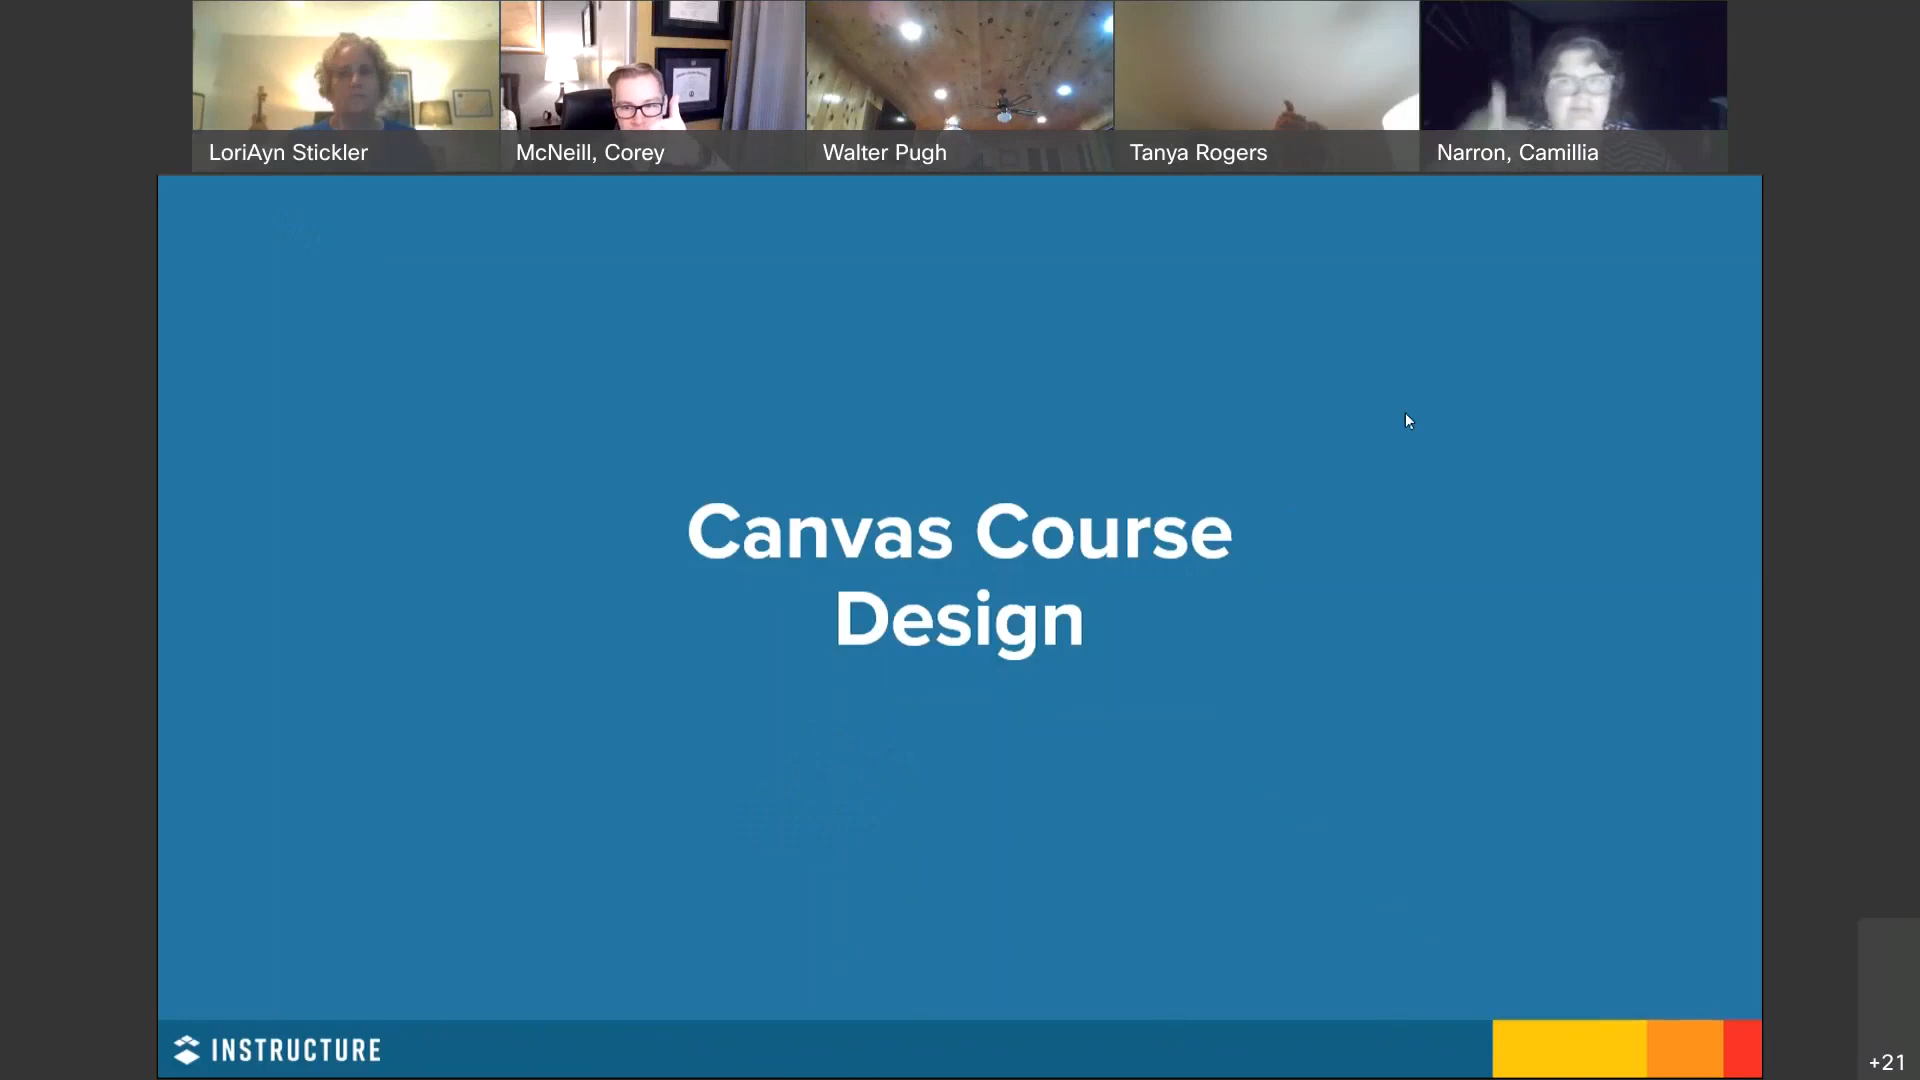 LoriAyn Stickler
McNeill, Corey
Walter Pugh
Tanya Rogers
Narron, Camillia
Canvas Course
Design
INSTRUCTURE
+21